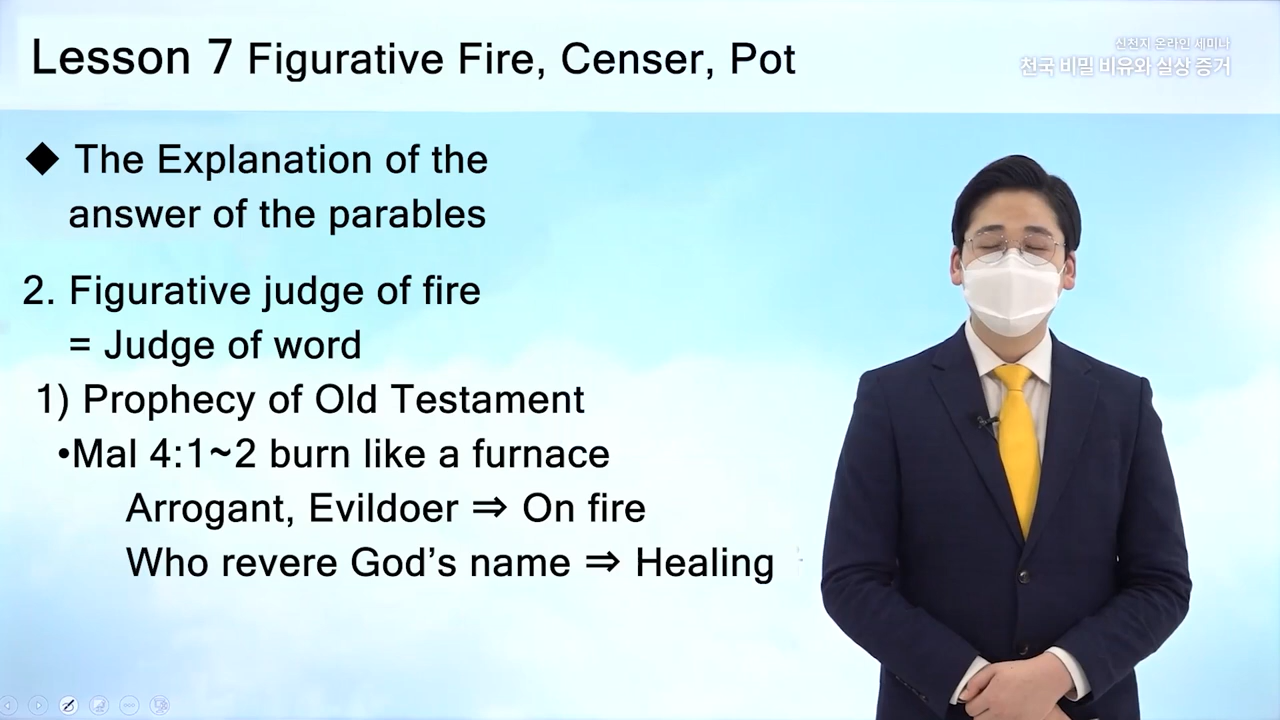 Lesson 7 Figurative Fire, Censer, Pot
신천지 온라인 세미나
천국 비밀 비유와 실상 증거
◆ The Explanation of the
answer of the parables
2. Figurative judge of fire
= Judge of word
1) Prophecy of Old Testament
•Mal 4:1~2 burn like a furnace
Arrogant, Evildoer ⇒ On fire
Who revere God’s name ⇒ Healing